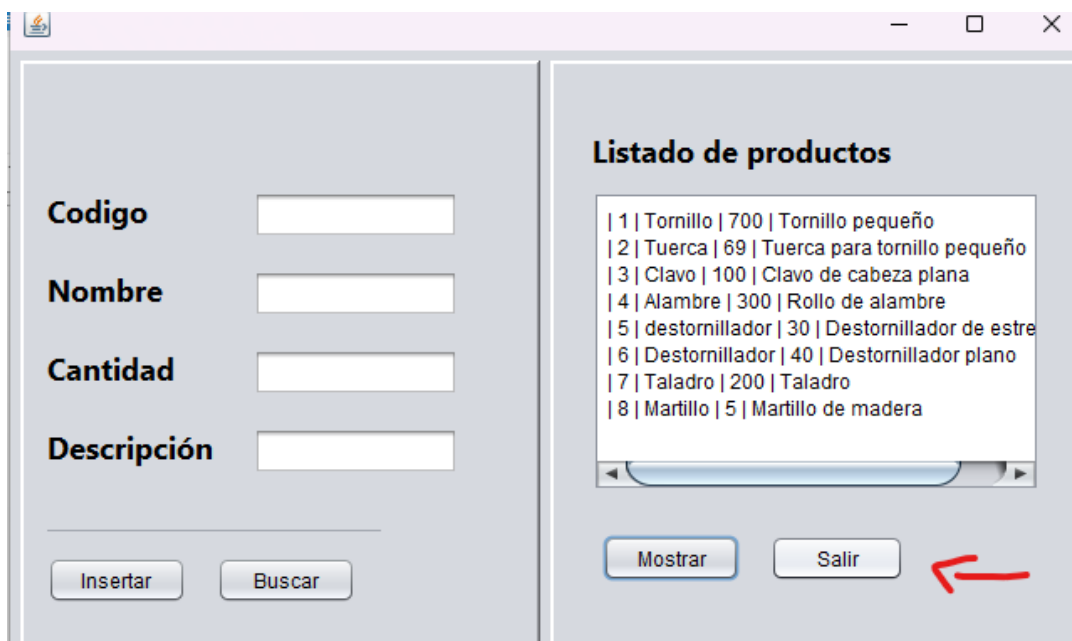 Codigo
Nombre
Cantidad
Descripción
Insertar
Buscar
Listado de productos
| 1 | Tornillo | 700 | Tornillo pequeño
| 2 | Tuerca | 69 | Tuerca para tornillo pequeño
| 3 | Clavo | 100 | Clavo de cabeza plana
| 4 | Alambre | 300 | Rollo de alambre
| 5 | destornillador | 30 | Destornillador de estre
| 6 | Destornillador | 40 | Destornillador plano
| 7 | Taladro | 200 | Taladro
| 8 | Martillo | 5 | Martillo de madera
Mostrar
Salir